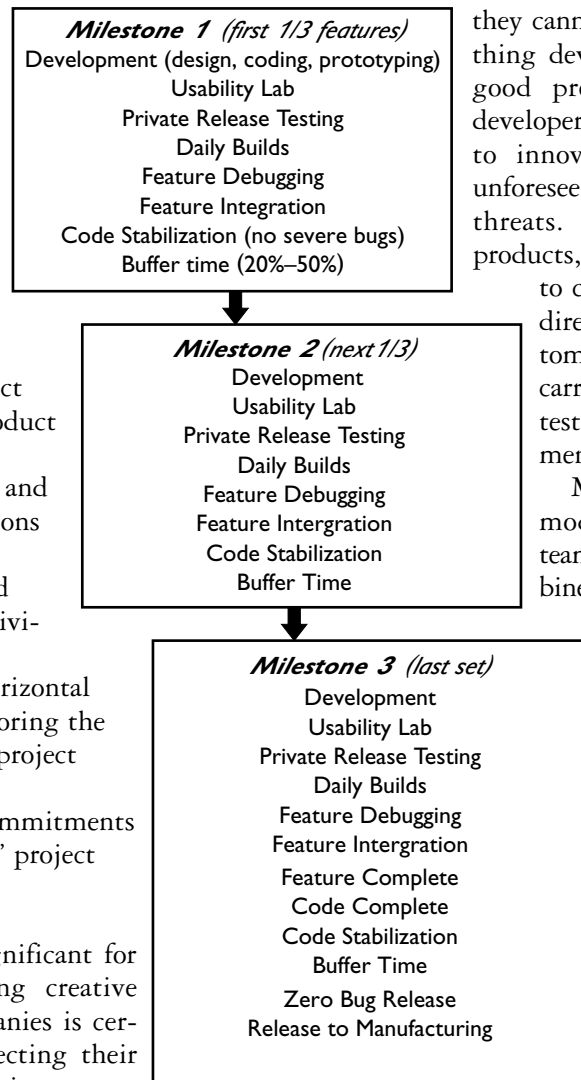 Milestone 1 (first 1/3 features)
Development (design, coding, prototyping)
Usability Lab
Private Release Testing
Daily Builds
Feature Debugging
Feature Integration
Code Stabilization (no severe bugs)
Buffer time (20%–50%)
Milestone 2 (next 1/3)
Development
Usability Lab
Private Release Testing
Daily Builds
Feature Debugging
Feature Intergration
Code Stabilization
Buffer Time
Milestone 3 (last set)
Development
Usability Lab
Private Release Testing
Daily Builds
Feature Debugging
Feature Intergration
Feature Complete
Code Complete
Code Stabilization
Buffer Time
Zero Bug Release
Release to Manufacturing
ct
oduct
and
ons
d
ivi-
rizontal
oring the
project
ommitments
’ project
gnificant for
ng creative
anies is cer-
ecting their
they cann
thing dev
good pro
developer
to innov
unforesee
threats.
products,
to c
dire
tom
carr
test
men
M